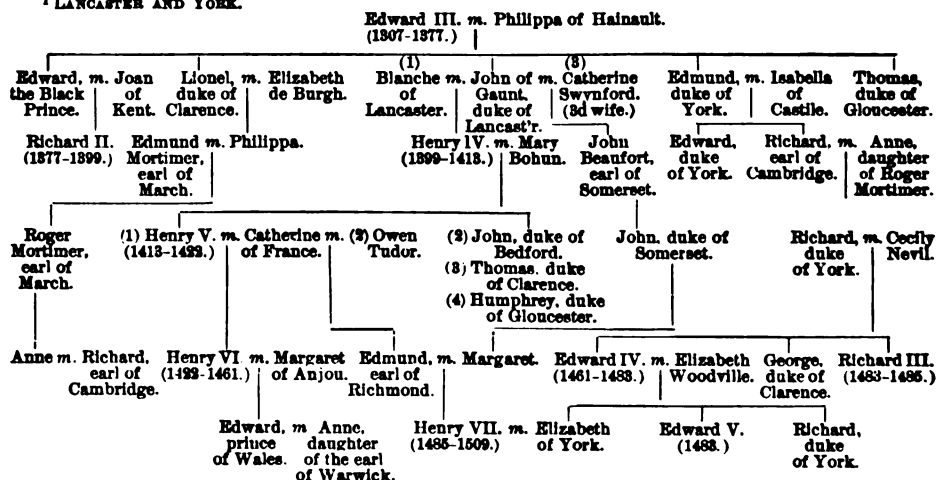 LANCASTER AND YORK.
Edward III. m. Philippa of Hainault.
(1307-1377.)
(1) (3)
Edward, m. Joan Lionel, m. Elizabeth Blanche m. John of m. Catherine Edmund, m. Isabella Thomas,
the Black of duke of de Burgh. of Gaunt, Swynford. duke of of duke of
Prince. Kent. Clarence. Lancaster. duke of (3d wife.) York. Castile. Gloucester.
Lancast'r.
Richard II. Edmund m. Philippa. Henry IV. m. Mary John Edward, Richard, m. Anne,
(1377-1399.) Mortimer, (1399-1413.) Bohun. Beaufort, duke earl of daughter
earl of earl of of York. Cambridge. of Roger
March. Somerset. Mortimer.
Roger (1) Henry V. m. Catherine m. (2) Owen (2) John, duke of John, duke of Richard, m. Cecily
Mortimer, (1413-1422.) of France. Tudor. Bedford. Somerset. duke Nevil.
earl of (3) Thomas, duke of York.
March. of Clarence.
(4) Humphrey, duke
of Gloucester.
Anne m. Richard, Henry VI. m. Margaret Edmund, m. Margaret. Edward IV. m. Elizabeth George, Richard III.
earl of (1422-1461.) of Anjou. earl of (1461-1483.) Woodville. duke of (1483-1485.)
Cambridge. Richmond. Clarence.
Edward, m Anne, Henry VII. m. Elizabeth Edward V. Richard,
prince daughter (1485-1509.) of York. (1483.) duke
of Wales. of the earl of York.
of Warwick.